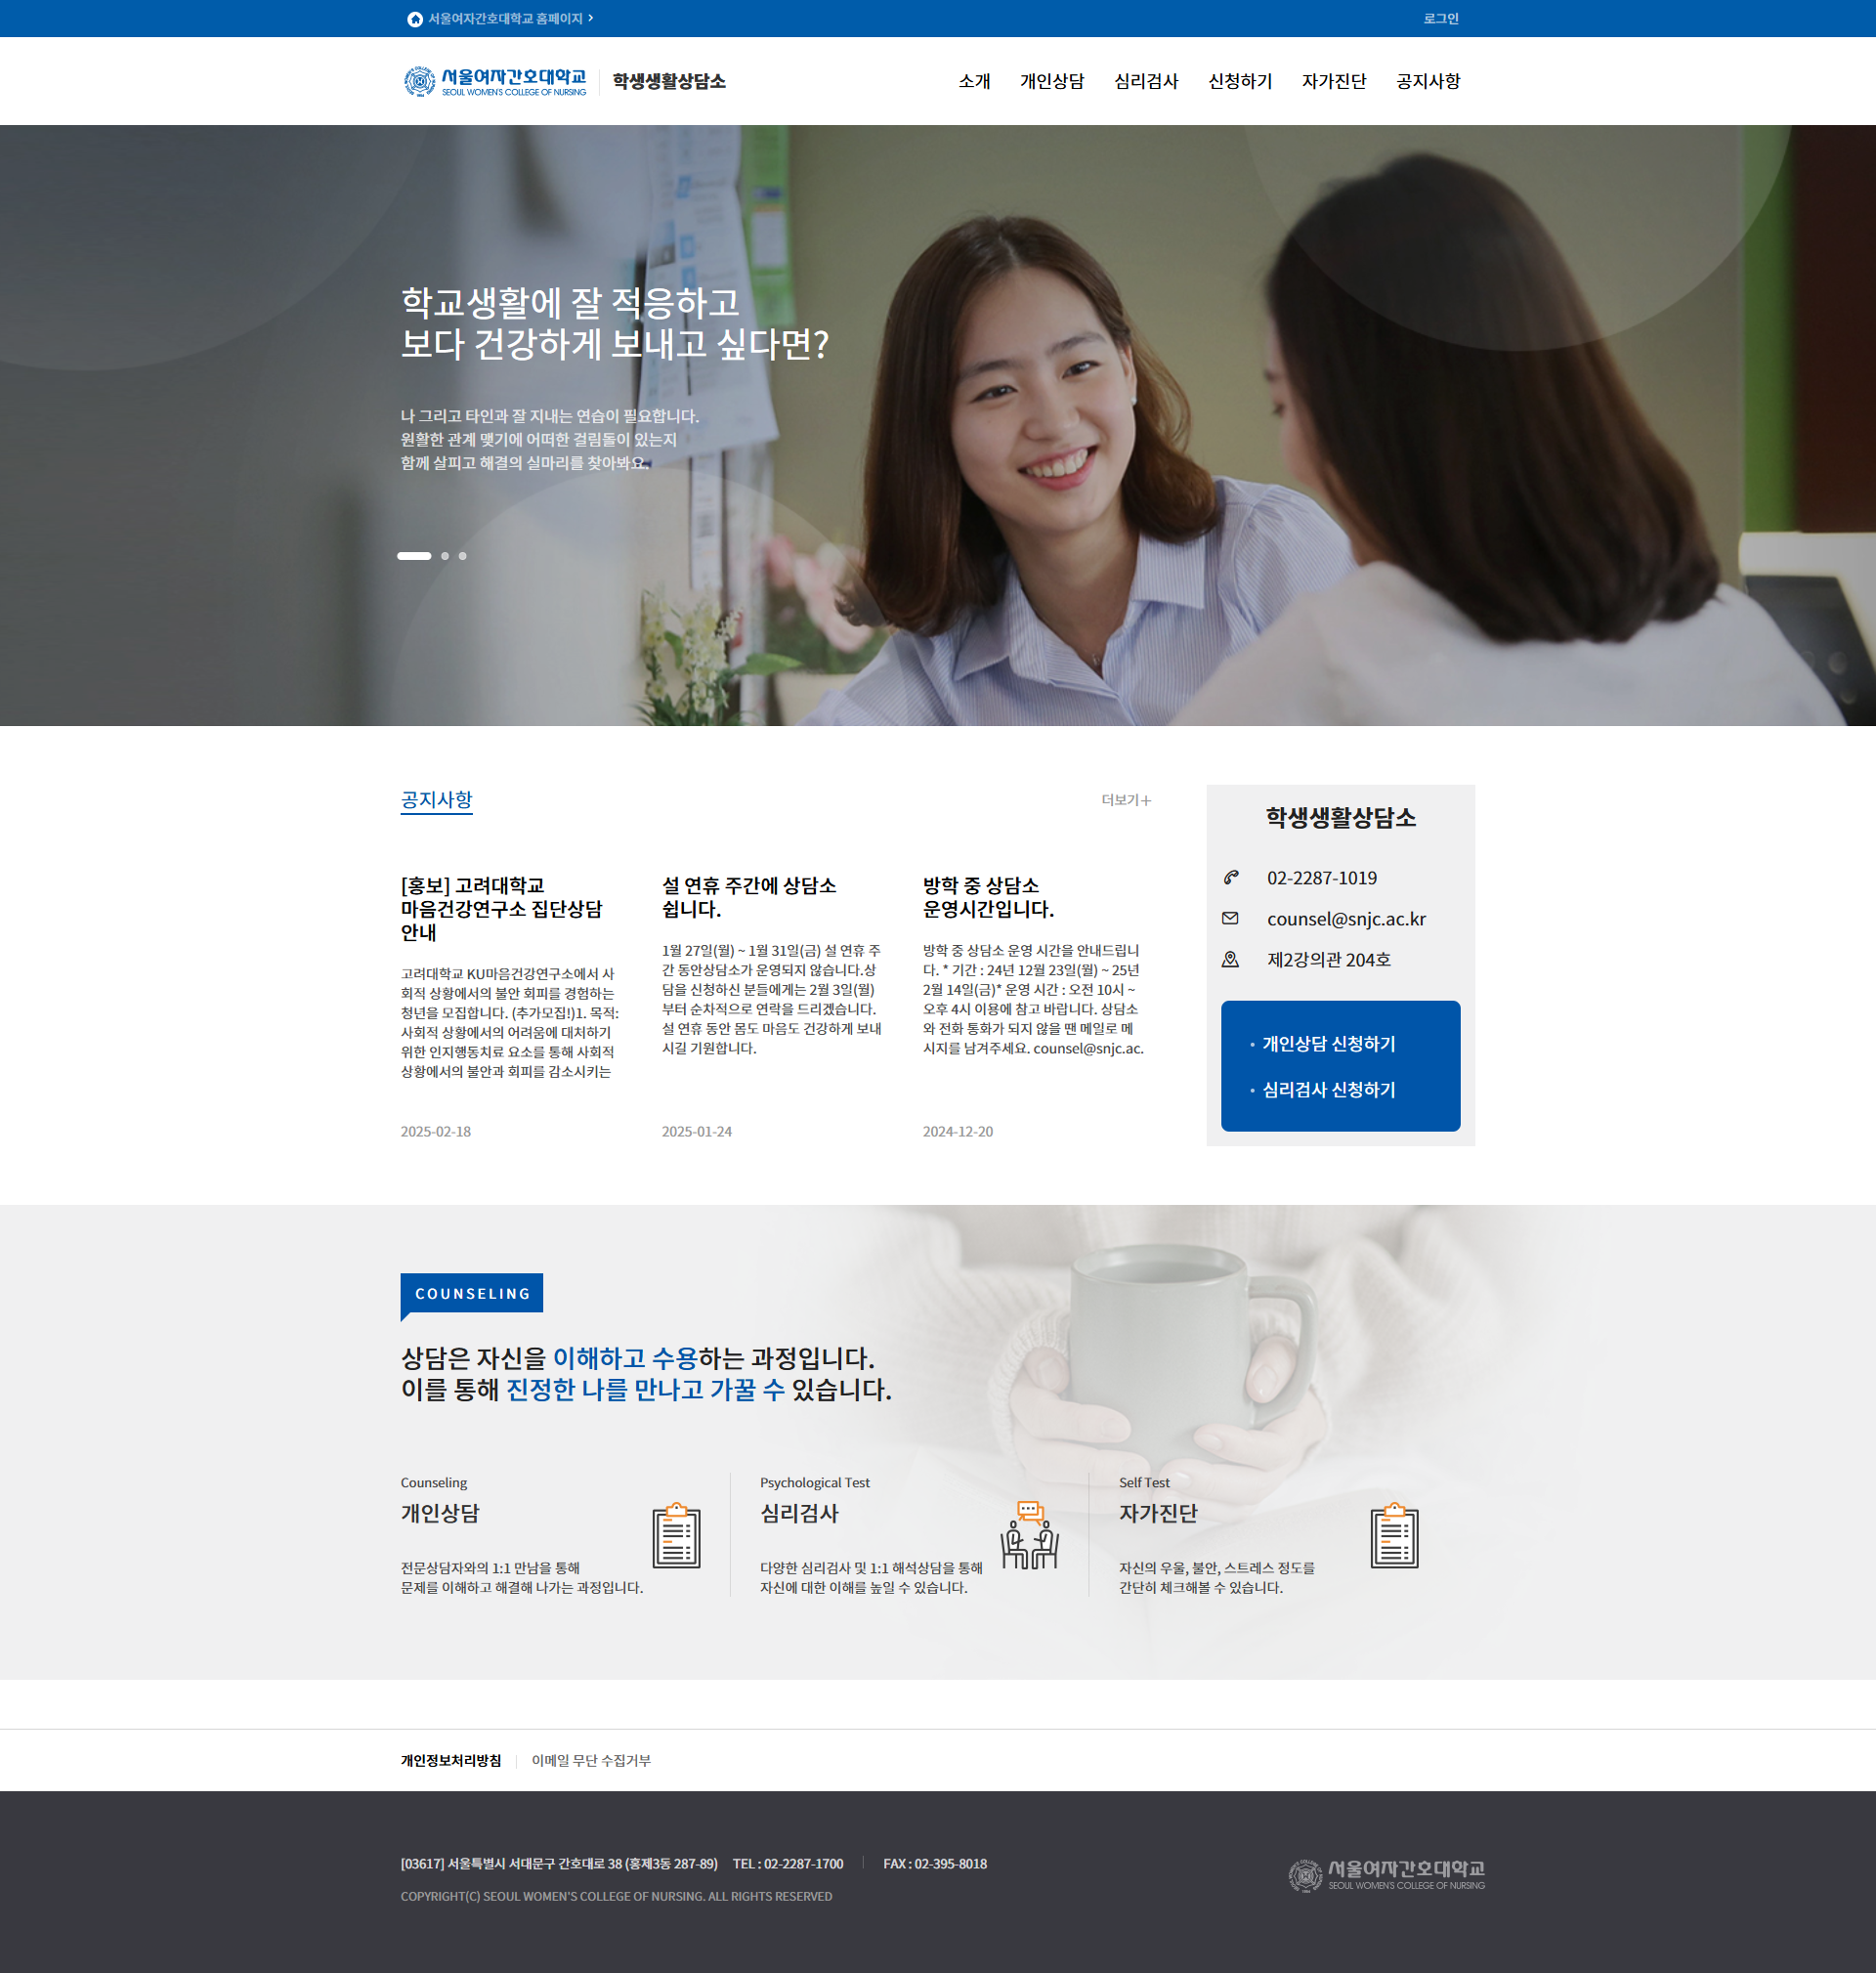 서울여자간호대학교 홈페이지
로그인
서울여자간호대학교
SEOUL WOMEN'S COLLEGE OF NURSING
학생생활상담소
소개
개인상담
심리검사
신청하기
자가진단
공지사항
학교생활에 잘 적응하고
보다 건강하게 보내고 싶다면?
나 그리고 타인과 잘 지내는 연습이 필요합니다.
원활한 관계 맺기에 어떠한 걸림돌이 있는지
함께 살피고 해결의 실마리를 찾아봐요.
공지사항
더보기+
[홍보] 고려대학교
마음건강연구소 집단상담
안내
고려대학교 KU마음건강연구소에서 사
회적 상황에서의 불안 회피를 경험하는
청년을 모집합니다. (추가모집!)1. 목적:
사회적 상황에서의 어려움에 대처하기
위한 인지행동치료 요소를 통해 사회적
상황에서의 불안과 회피를 감소시키는
2025-02-18
설 연휴 주간에 상담소
쉽니다.
1월 27일(월) ~ 1월 31일(금) 설 연휴 주
간 동안상담소가 운영되지 않습니다.상
담을 신청하신 분들에게는 2월 3일(월)
부터 순차적으로 연락을 드리겠습니다.
설 연휴 동안 몸도 마음도 건강하게 보내
시길 기원합니다.
2025-01-24
방학 중 상담소
운영시간입니다.
방학 중 상담소 운영 시간을 안내드립니
다. * 기간 : 24년 12월 23일(월) ~ 25년
2월 14일(금)* 운영 시간 : 오전 10시 ~
오후 4시 이용에 참고 바랍니다. 상담소
와 전화 통화가 되지 않을 땐 메일로 메
시지를 남겨주세요. counsel@snjc.ac.
2024-12-20
학생생활상담소
02-2287-1019
counsel@snjc.ac.kr
제2강의관 204호
개인상담 신청하기
심리검사 신청하기
COUNSELING
상담은 자신을 이해하고 수용하는 과정입니다.
이를 통해 진정한 나를 만나고 가꿀 수 있습니다.
Counseling
개인상담
전문상담자와의 1:1 만남을 통해
문제를 이해하고 해결해 나가는 과정입니다.
Psychological Test
심리검사
다양한 심리검사 및 1:1 해석상담을 통해
자신에 대한 이해를 높일 수 있습니다.
Self Test
자가진단
자신의 우울, 불안, 스트레스 정도를
간단히 체크해볼 수 있습니다.
개인정보처리방침
이메일 무단 수집거부
[03617] 서울특별시 서대문구 간호대로 38 (홍제3동 287-89) TEL : 02-2287-1700 FAX : 02-395-8018
COPYRIGHT(C) SEOUL WOMEN'S COLLEGE OF NURSING. ALL RIGHTS RESERVED
서울여자간호대학교
SEOUL WOMEN'S COLLEGE OF NURSING